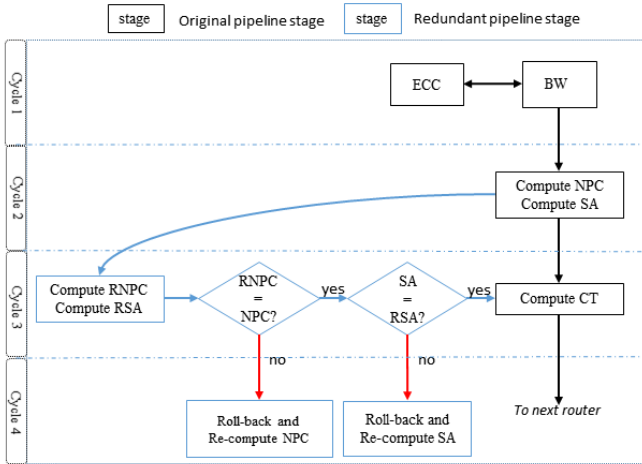 stage Original pipeline stage stage Redundant pipeline stage
Cycle 1
ECC BW
Cycle 2
Compute NPC
Compute SA
Cycle 3
Compute RNPC
Compute RSA
RNPC
=
NPC?
yes
SA
=
RSA?
yes
Compute CT
no
no
Cycle 4
Roll-back and
Re-compute NPC
Roll-back and
Re-compute SA
To next router